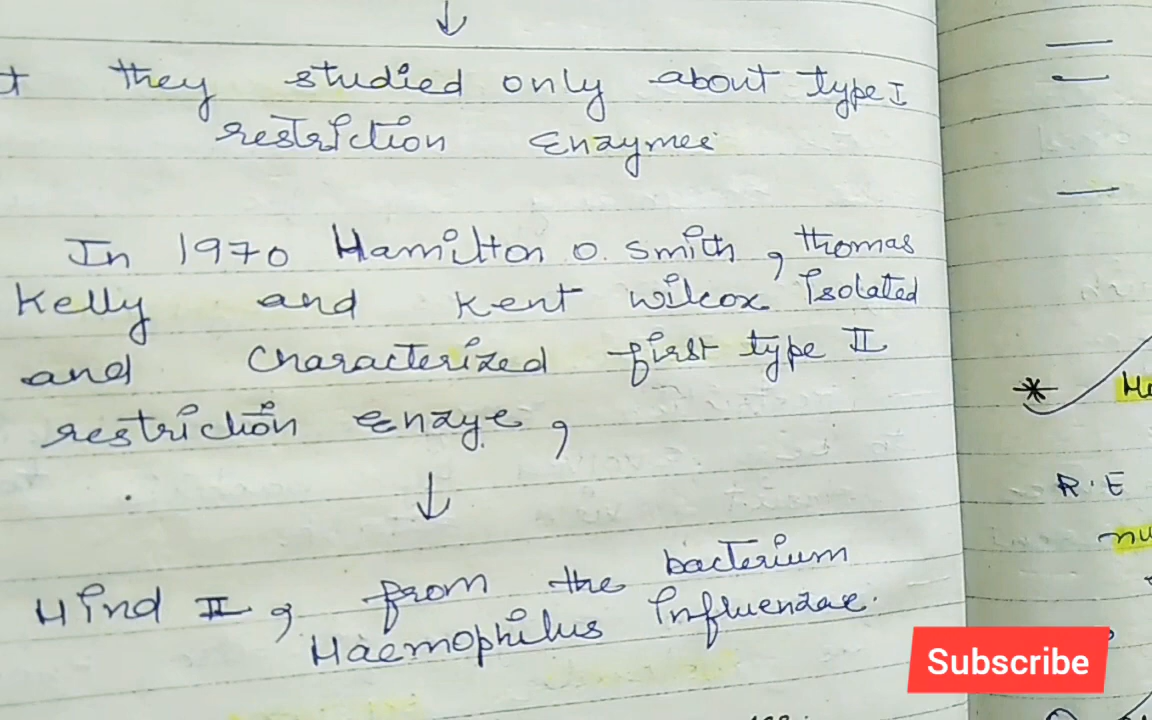 ↓
they studied only about type I
restriction Enzymes
In 1970 Hamilton O. Smith, thomas
Kelly and Kent wilcox isolated
and characterized first type II
restriction enzye,
↓
Hind II, from the bacterium
Haemophilus influenzae.
*
R.E
Subscribe